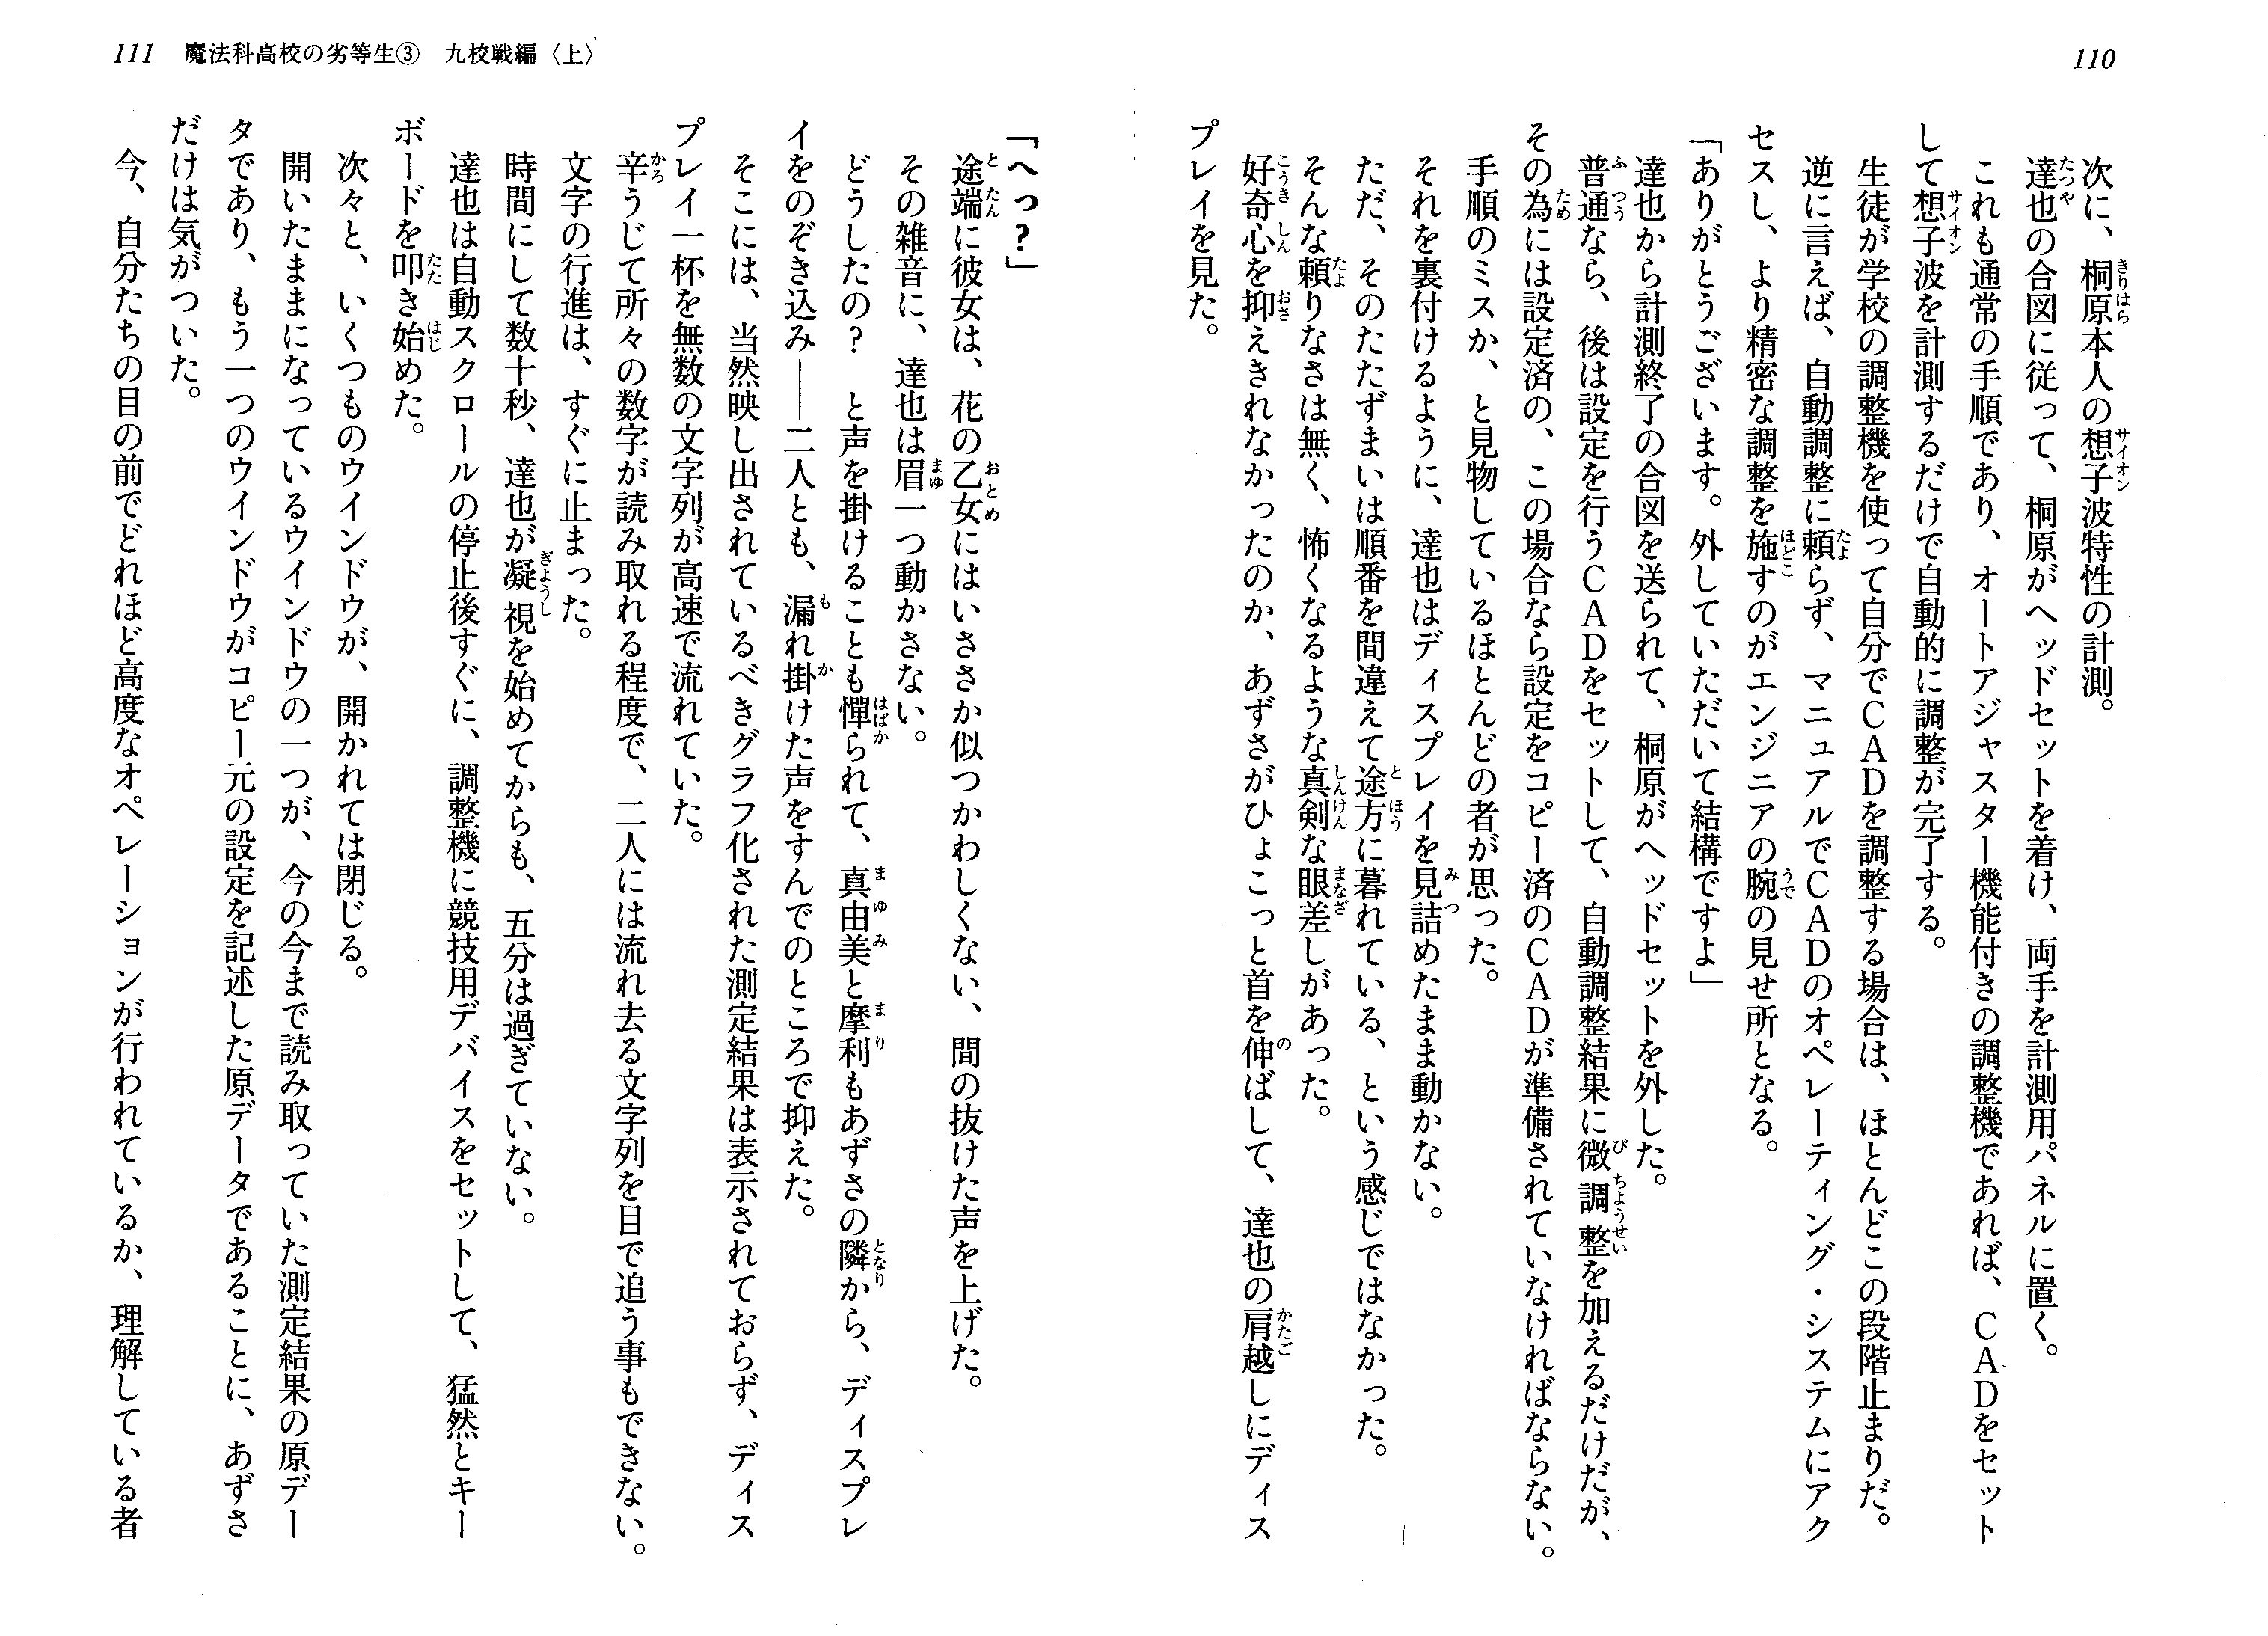 110
次に、桐原本人の想子波特性の計測。
達也の合図に従って、桐原がヘッドセットを着け、両手を計測用パネルに置く。
これも通常の手順であり、オートアジャスター機能付きの調整機であれば、ＣＡＤをセット
して想子波を計測するだけで自動的に調整が完了する。
生徒が学校の調整機を使って自分でＣＡＤを調整する場合は、ほとんどこの段階止まりだ。
逆に言えば、自動調整に頼らず、マニュアルでＣＡＤのオペレーティング・システムにアク
セスし、より精密な調整を施すのがエンジニアの腕の見せ所となる。
「ありがとうございます。外していただいて結構ですよ」
達也から計測終了の合図を送られて、桐原がヘッドセットを外した。
普通なら、後は設定を行うＣＡＤをセットして、自動調整結果に微調整を加えるだけだが、
その為には設定済の、この場合なら設定をコピー済のＣＡＤが準備されていなければならない。
手順のミスか、と見物しているほとんどの者が思った。
それを裏付けるように、達也はディスプレイを見詰めたまま動かない。
ただ、そのたたずまいは順番を間違えて途方に暮れている、という感じではなかった。
そんな頼りなさは無く、怖くなるような真剣な眼差しがあった。
好奇心を抑えきれなかったのか、あずさがひょこっと首を伸ばして、達也の肩越しにディス
プレイを見た。
111 魔法科高校の劣等生③ 九校戦編〈上〉
「へっ？」
途端に彼女は、花の乙女にはいささか似つかわしくない、間の抜けた声を上げた。
その雑音に、達也は眉一つ動かさない。
どうしたの？ と声を掛けることも憚られて、真由美と摩利もあずさの隣から、ディスプレ
イをのぞき込み――二人とも、漏れ掛けた声をすんでのところで抑えた。
そこには、当然映し出されているべきグラフ化された測定結果は表示されておらず、ディス
プレイ一杯を無数の文字列が高速で流れていた。
辛うじて所々の数字が読み取れる程度で、二人には流れ去る文字列を目で追う事もできない。
文字の行進は、すぐに止まった。
時間にして数十秒、達也が凝視を始めてからも、五分は過ぎていない。
達也は自動スクロールの停止後すぐに、調整機に競技用デバイスをセットして、猛然とキー
ボードを叩き始めた。
次々と、いくつものウインドウが、開かれては閉じる。
開いたままになっているウインドウの一つが、今の今まで読み取っていた測定結果の原デー
タであり、もう一つのウインドウがコピー元の設定を記述した原データであることに、あずさ
だけは気がついた。
今、自分たちの目の前でどれほど高度なオペレーションが行われているか、理解している者